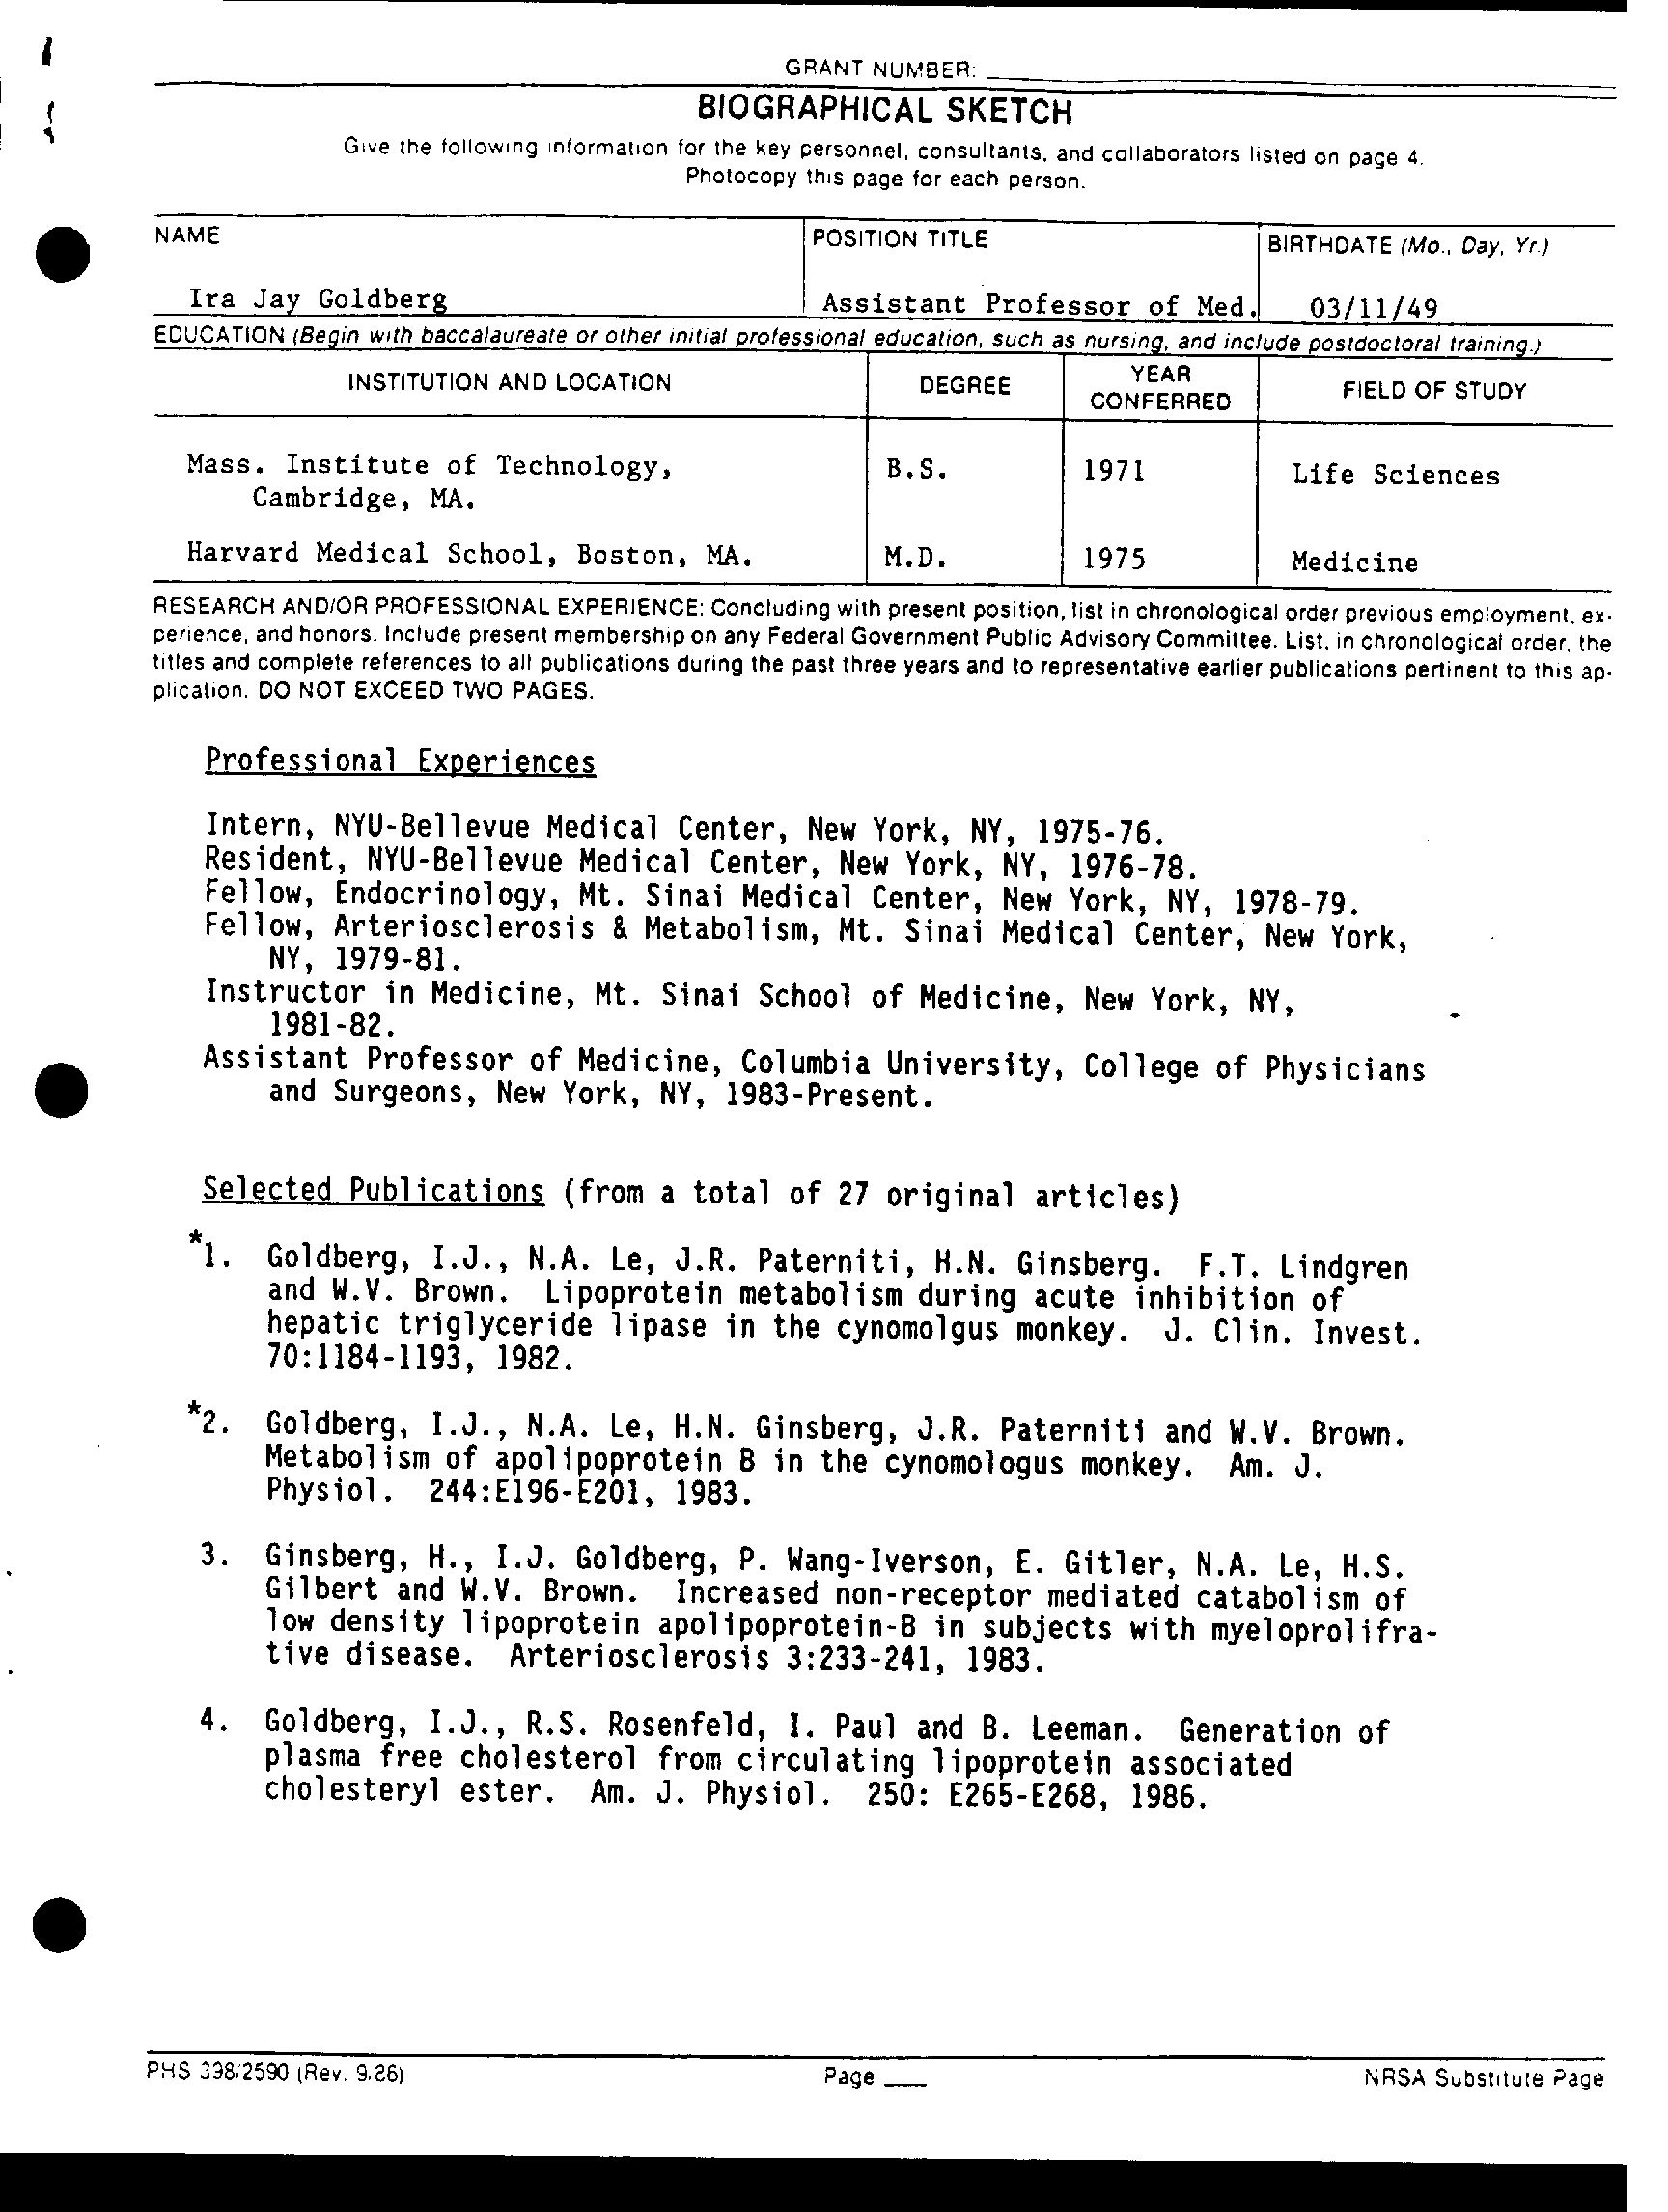 GRANT NUMBER:
BIOGRAPHICAL SKETCH
Give the following information for the key personnel, consultants, and collaborators listed on page 4.
Photocopy this page for each person.
NAME
POSITION TITLE
BIRTHDATE (Mo., Day, Yr.)
Ira Jay Goldberg
Assistant Professor of Med.
03/11/49
EDUCATION (Begin with baccalaureate or other initial professional education, such as nursing, and include postdoctoral training.)
INSTITUTION AND LOCATION
DEGREE
YEAR
CONFERRED
FIELD OF STUDY
Mass. Institute of Technology,
Cambridge, MA.
B.S.
1971
Life Sciences
Harvard Medical School, Boston, MA.
M.D.
1975
Medicine
RESEARCH AND/OR PROFESSIONAL EXPERIENCE: Concluding with present position, list in chronological order previous employment, ex-
perience, and honors. Include present membership on any Federal Government Public Advisory Committee. List, in chronological order, the
titles and complete references to all publications during the past three years and to representative earlier publications pertinent to this ap-
plication. DO NOT EXCEED TWO PAGES.
Professional Experiences
Intern, NYU-Bellevue Medical Center, New York, NY, 1975-76.
Resident, NYU-Bellevue Medical Center, New York, NY, 1976-78.
Fellow, Endocrinology, Mt. Sinai Medical Center, New York, NY, 1978-79.
Fellow, Arteriosclerosis & Metabolism, Mt. Sinai Medical Center, New York,
NY, 1979-81.
Instructor in Medicine, Mt. Sinai School of Medicine, New York, NY,
1981-82.
Assistant Professor of Medicine, Columbia University, College of Physicians
and Surgeons, New York, NY, 1983-Present.
Selected Publications (from a total of 27 original articles)
*1. Goldberg, I.J., N.A. Le, J.R. Paterniti, H.N. Ginsberg. F.T. Lindgren
and W.V. Brown. Lipoprotein metabolism during acute inhibition of
hepatic triglyceride lipase in the cynomolgus monkey. J. Clin. Invest.
70:1184-1193, 1982.
*2. Goldberg, I.J., N.A. Le, H.N. Ginsberg, J.R. Paterniti and W.V. Brown.
Metabolism of apolipoprotein B in the cynomologus monkey. Am. J.
Physiol. 244:E196-E201, 1983.
3. Ginsberg, H., I.J. Goldberg, P. Wang-Iverson, E. Gitler, N.A. Le, H.S.
Gilbert and W.V. Brown. Increased non-receptor mediated catabolism of
low density lipoprotein apolipoprotein-B in subjects with myeloprolifra-
tive disease. Arteriosclerosis 3:233-241, 1983.
4. Goldberg, I.J., R.S. Rosenfeld, I. Paul and B. Leeman. Generation of
plasma free cholesterol from circulating lipoprotein associated
cholesteryl ester. Am. J. Physiol. 250: E265-E268, 1986.
PHS 398/2590 (Rev. 9.86)
Page
NRSA Substitute Page